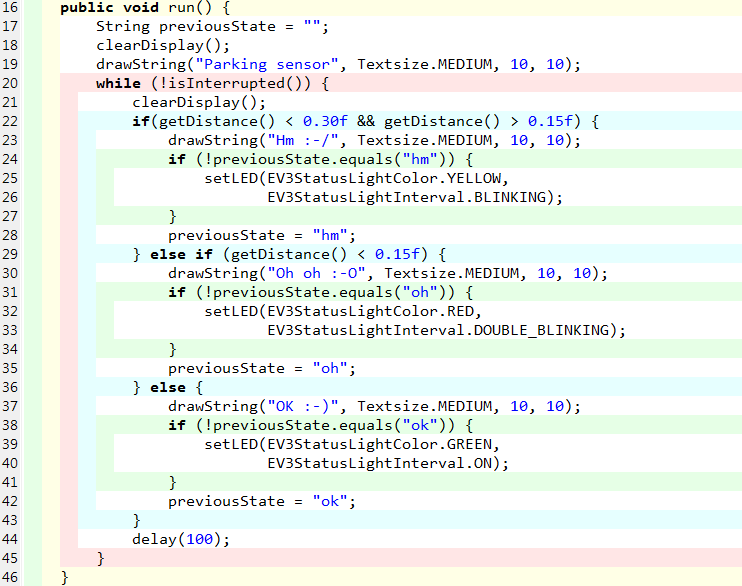 16 public void run() {
17 String previousState = "";
18 clearDisplay();
19 drawString("Parking sensor", Textsize.MEDIUM, 10, 10);
20 while (!isInterrupted()) {
21 clearDisplay();
22 if(getDistance() < 0.30f && getDistance() > 0.15f) {
23 drawString("Hm :-/", Textsize.MEDIUM, 10, 10);
24 if (!previousState.equals("hm")) {
25 setLED(EV3StatusLightColor.YELLOW,
26 EV3StatusLightInterval.BLINKING);
27 }
28 previousState = "hm";
29 } else if (getDistance() < 0.15f) {
30 drawString("Oh oh :-O", Textsize.MEDIUM, 10, 10);
31 if (!previousState.equals("oh")) {
32 setLED(EV3StatusLightColor.RED,
33 EV3StatusLightInterval.DOUBLE_BLINKING);
34 }
35 previousState = "oh";
36 } else {
37 drawString("OK :-)", Textsize.MEDIUM, 10, 10);
38 if (!previousState.equals("ok")) {
39 setLED(EV3StatusLightColor.GREEN,
40 EV3StatusLightInterval.ON);
41 }
42 previousState = "ok";
43 }
44 delay(100);
45 }
46 }